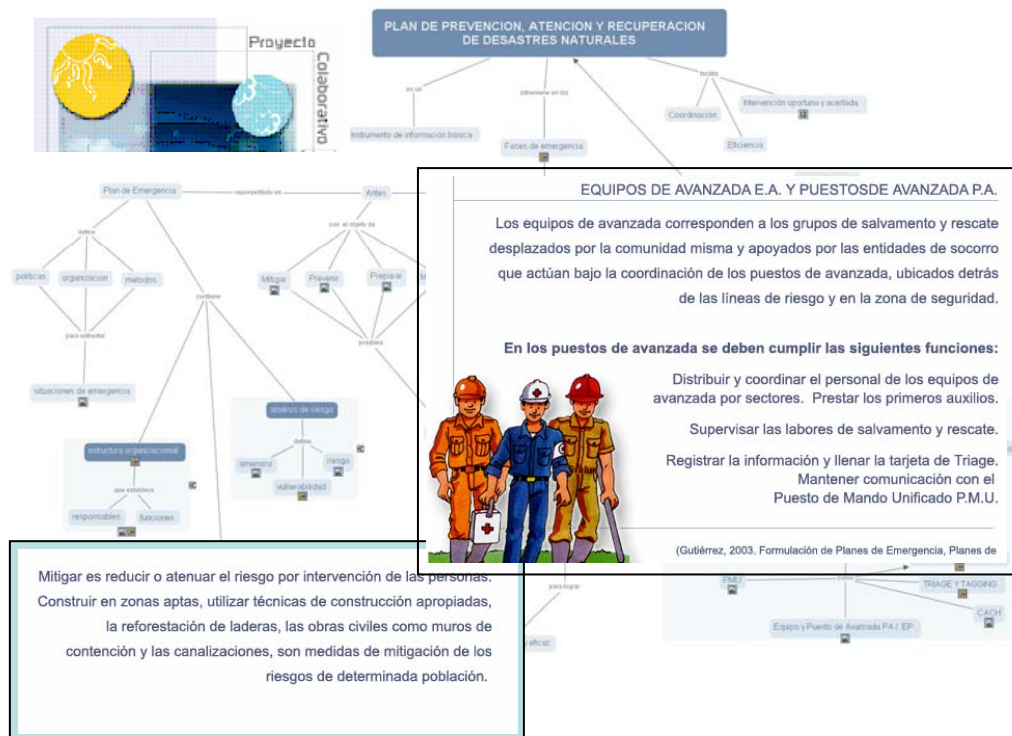 Proyecto
Colaborativo
PLAN DE PREVENCION, ATENCION Y RECUPERACION
DE DESASTRES NATURALES
es un
interviene en las
facilita
Instrumento de información básica
Fases de emergencia
Coordinación
Intervención oportuna y acertada
Eficiencia
Plan de Emergencia
representado en
Antes
define
con el objeto de
politicas
organizacion
metodos
Mitigar
Prevenir
Preparar
M
contiene
para enfrentar
posibilita
situaciones de emergencia
estructura organizacional
que establece
responsables
funciones
analisis de riesgo
define
amenaza
riesgo
vulnerabilidad
EQUIPOS DE AVANZADA E.A. Y PUESTOSDE AVANZADA P.A.
Los equipos de avanzada corresponden a los grupos de salvamento y rescate
desplazados por la comunidad misma y apoyados por las entidades de socorro
que actúan bajo la coordinación de los puestos de avanzada, ubicados detrás
de las líneas de riesgo y en la zona de seguridad.
En los puestos de avanzada se deben cumplir las siguientes funciones:
Distribuir y coordinar el personal de los equipos de
avanzada por sectores. Prestar los primeros auxilios.
Supervisar las labores de salvamento y rescate.
Registrar la información y llenar la tarjeta de Triage.
Mantener comunicación con el
Puesto de Mando Unificado P.M.U.
(Gutiérrez, 2003. Formulación de Planes de Emergencia, Planes de
Mitigar es reducir o atenuar el riesgo por intervención de las personas.
Construir en zonas aptas, utilizar técnicas de construcción apropiadas,
la reforestación de laderas, las obras civiles como muros de
contención y las canalizaciones, son medidas de mitigación de los
riesgos de determinada población.
para lograr
y eficaz
PMU
como
TRIAGE Y TAGGING
CACH
Equipo y Puesto de Avanzada PA / EP